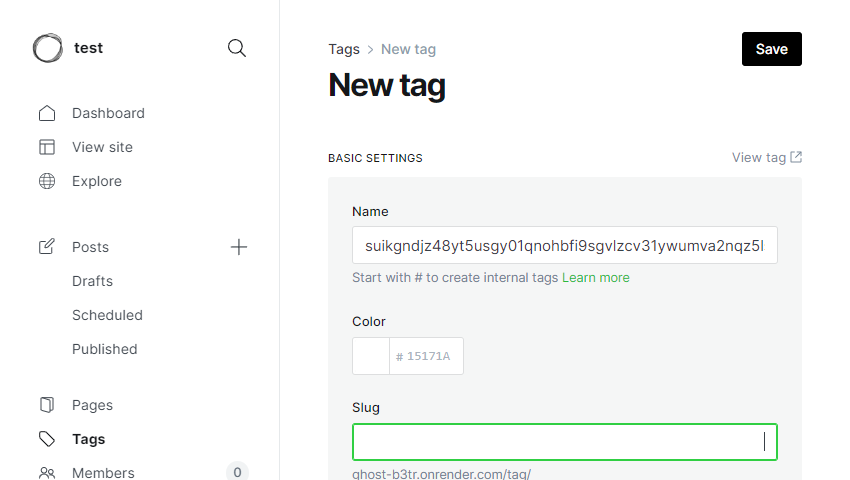 test
Dashboard
View site
Explore
Posts
Drafts
Scheduled
Published
Pages
Tags
Members 0
Tags > New tag
Save
New tag
BASIC SETTINGS
View tag
Name
suikgndjz48yt5usgy01qnohbfi9sgvlzcv31ywumva2nqz5l
Start with # to create internal tags Learn more
Color
# 15171A
Slug
ghost-b3tr.onrender.com/tag/